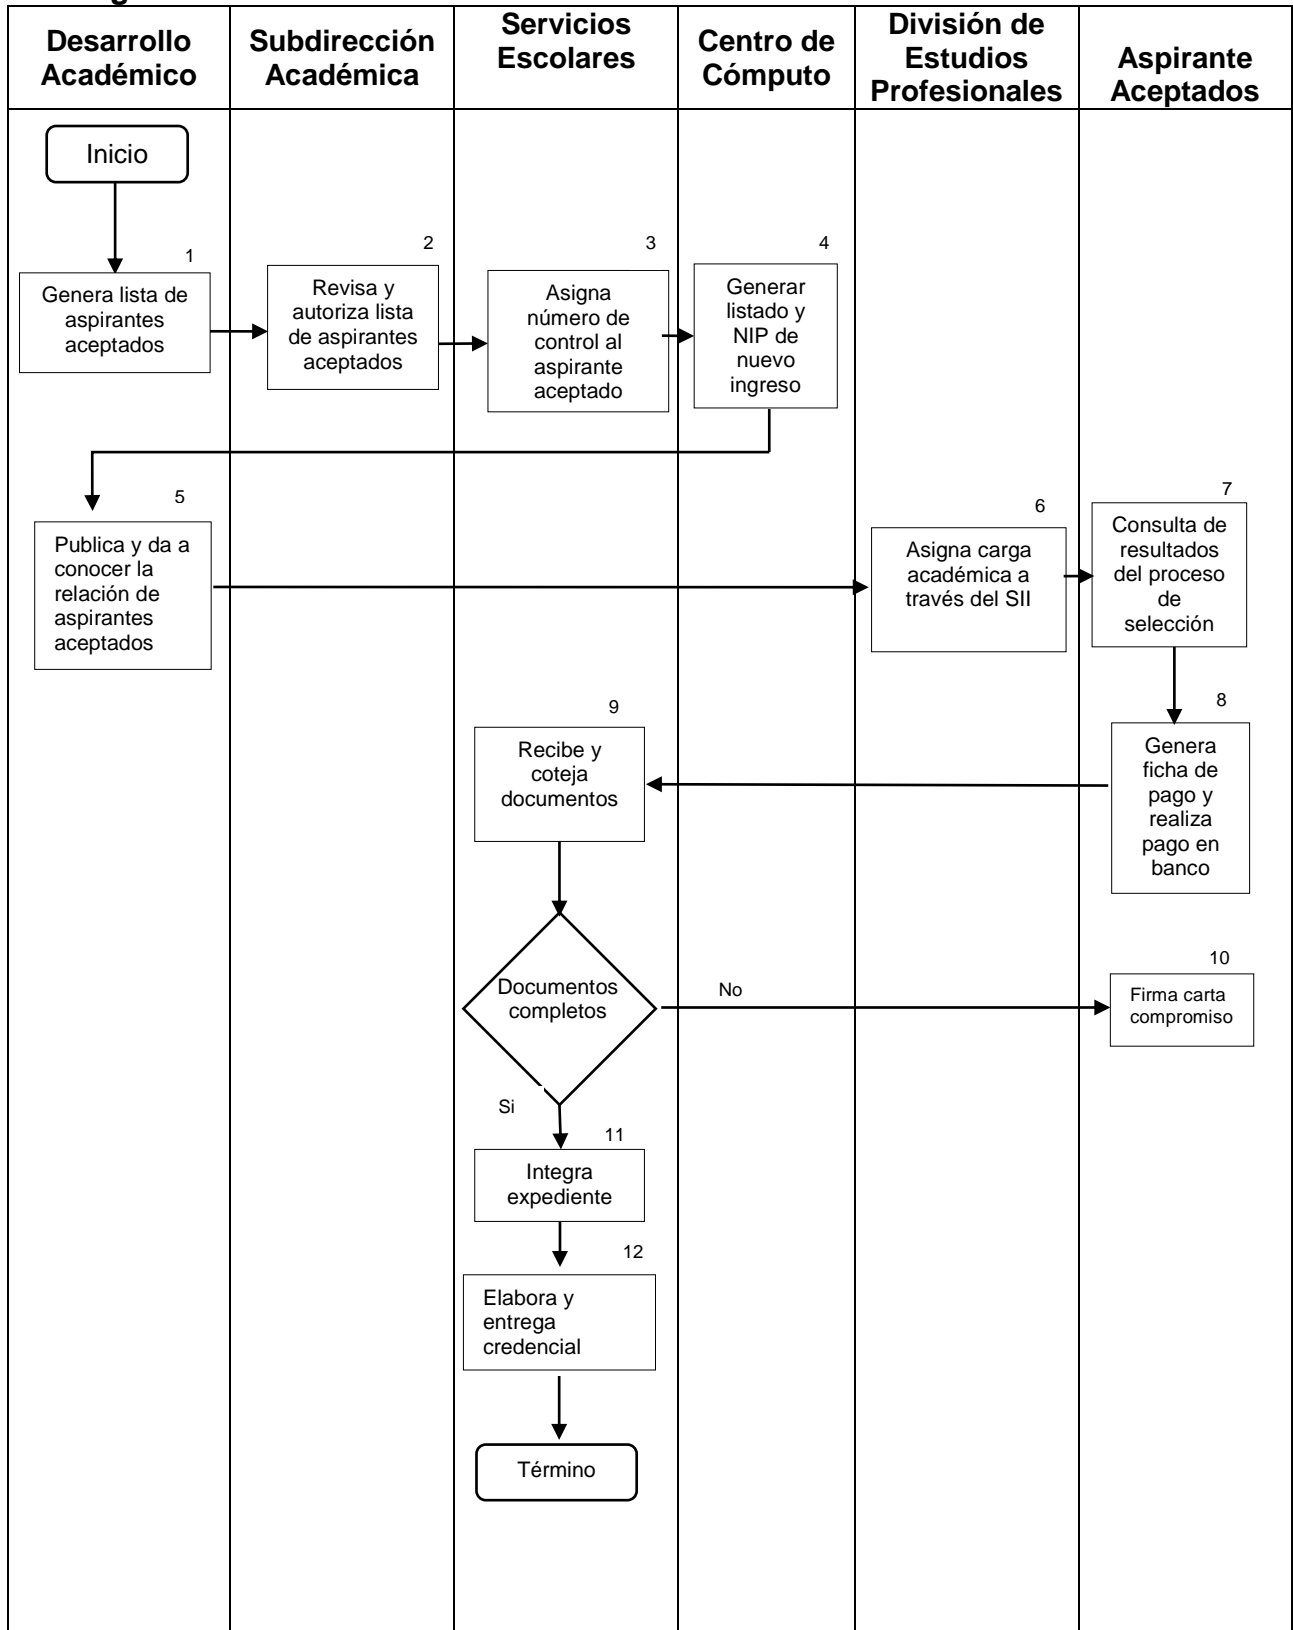 Desarrollo
Académico
Subdirección
Académica
Servicios
Escolares
Centro de
Cómputo
División de
Estudios
Profesionales
Aspirante
Aceptados
Inicio
1
Genera lista de
aspirantes
aceptados
2
Revisa y
autoriza lista
de aspirantes
aceptados
3
Asigna
número de
control al
aspirante
aceptado
4
Generar
listado y
NIP de
nuevo
ingreso
5
Publica y da a
conocer la
relación de
aspirantes
aceptados
6
Asigna carga
académica a
través del SII
7
Consulta de
resultados
del proceso
de
selección
8
Genera
ficha de
pago y
realiza
pago en
banco
9
Recibe y
coteja
documentos
Documentos
completos
No
10
Firma carta
compromiso
Si
11
Integra
expediente
12
Elabora y
entrega
credencial
Término